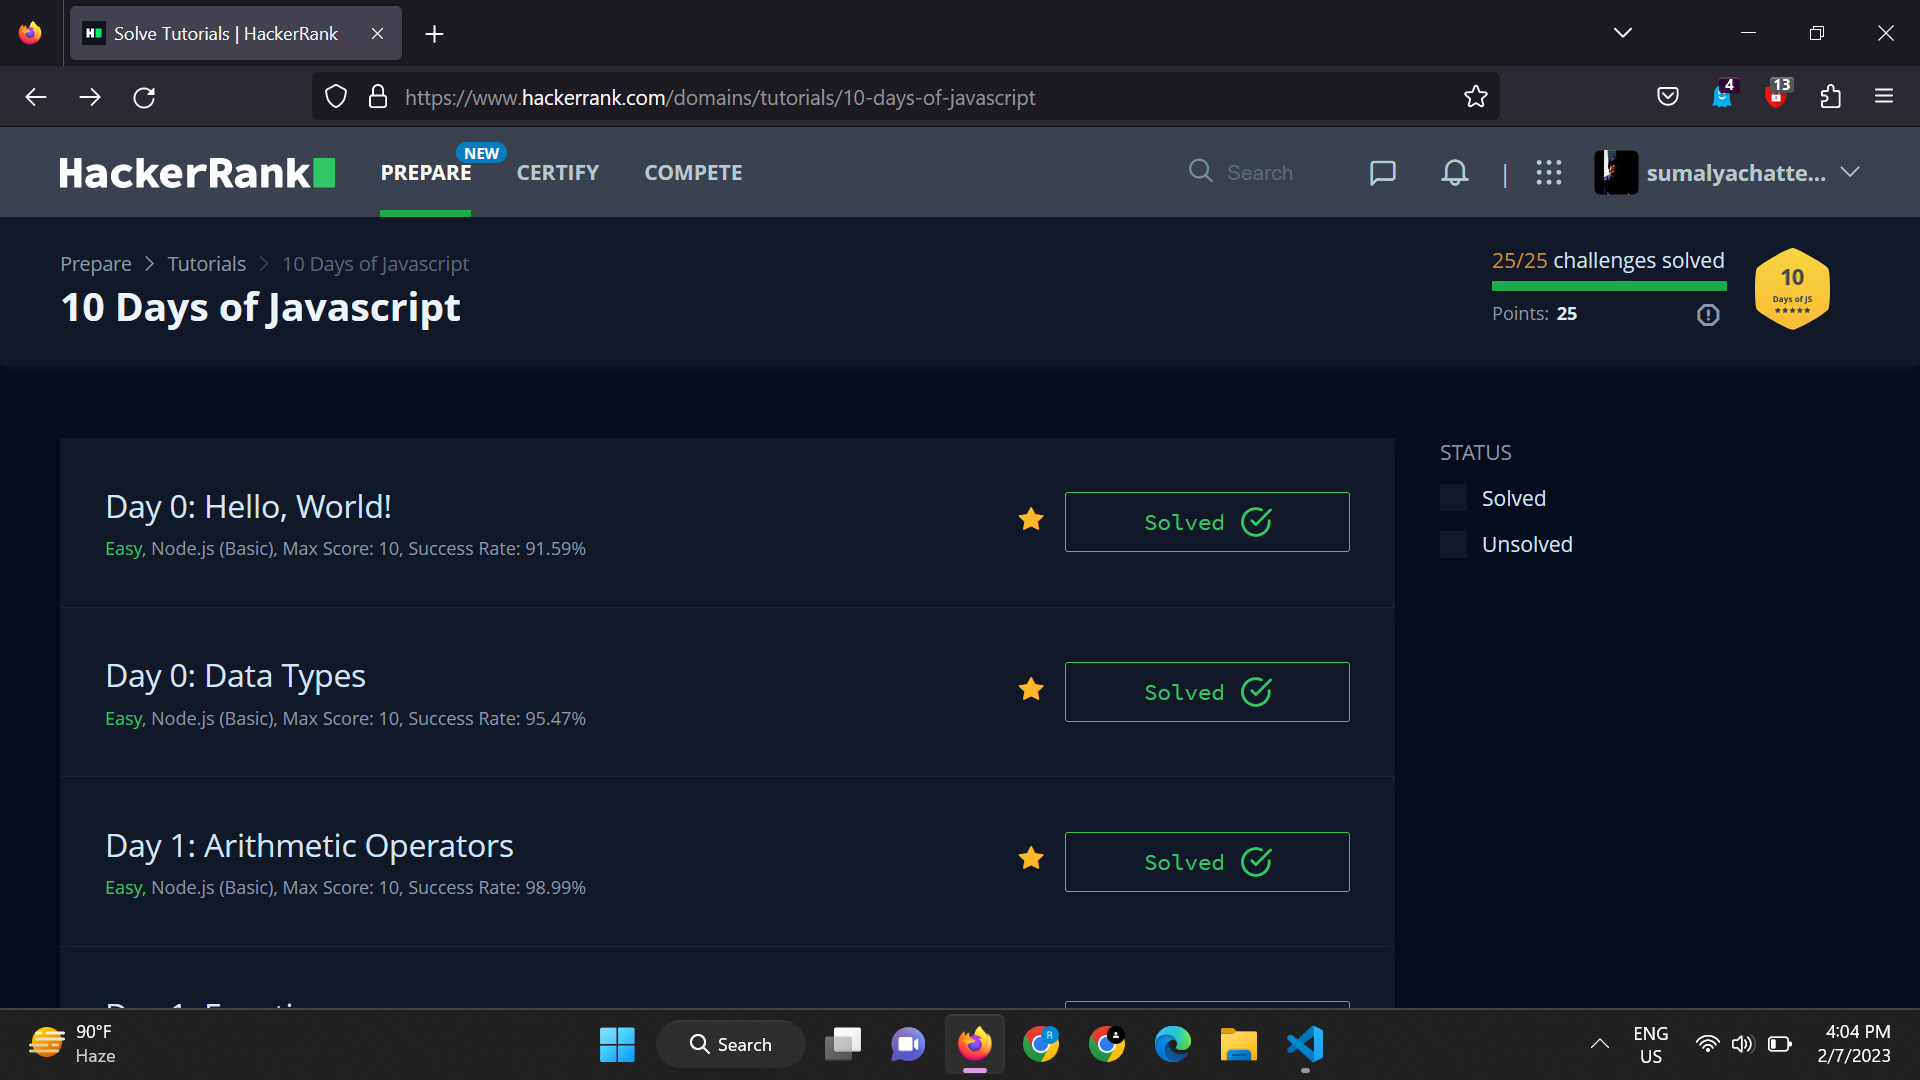 Solve Tutorials | HackerRank
https://www.hackerrank.com/domains/tutorials/10-days-of-javascript
4
13
HackerRank
PREPARE
NEW
CERTIFY
COMPETE
Search
|
sumalyachatte...
Prepare
Tutorials
10 Days of Javascript
10 Days of Javascript
25/25 challenges solved
Points: 25
10
Days of JS
Day 0: Hello, World!
Easy, Node.js (Basic), Max Score: 10, Success Rate: 91.59%
Solved
Day 0: Data Types
Easy, Node.js (Basic), Max Score: 10, Success Rate: 95.47%
Solved
Day 1: Arithmetic Operators
Easy, Node.js (Basic), Max Score: 10, Success Rate: 98.99%
Solved
STATUS
Solved
Unsolved
90°F
Haze
Search
R
ENG
US
4:04 PM
2/7/2023